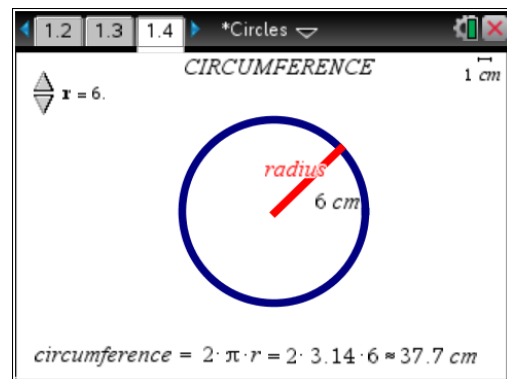 1.2 1.3 1.4 *Circles
CIRCUMFERENCE
1 cm
r = 6.
radius
6 cm
circumference = 2· π·r = 2· 3.14·6 ≈ 37.7 cm